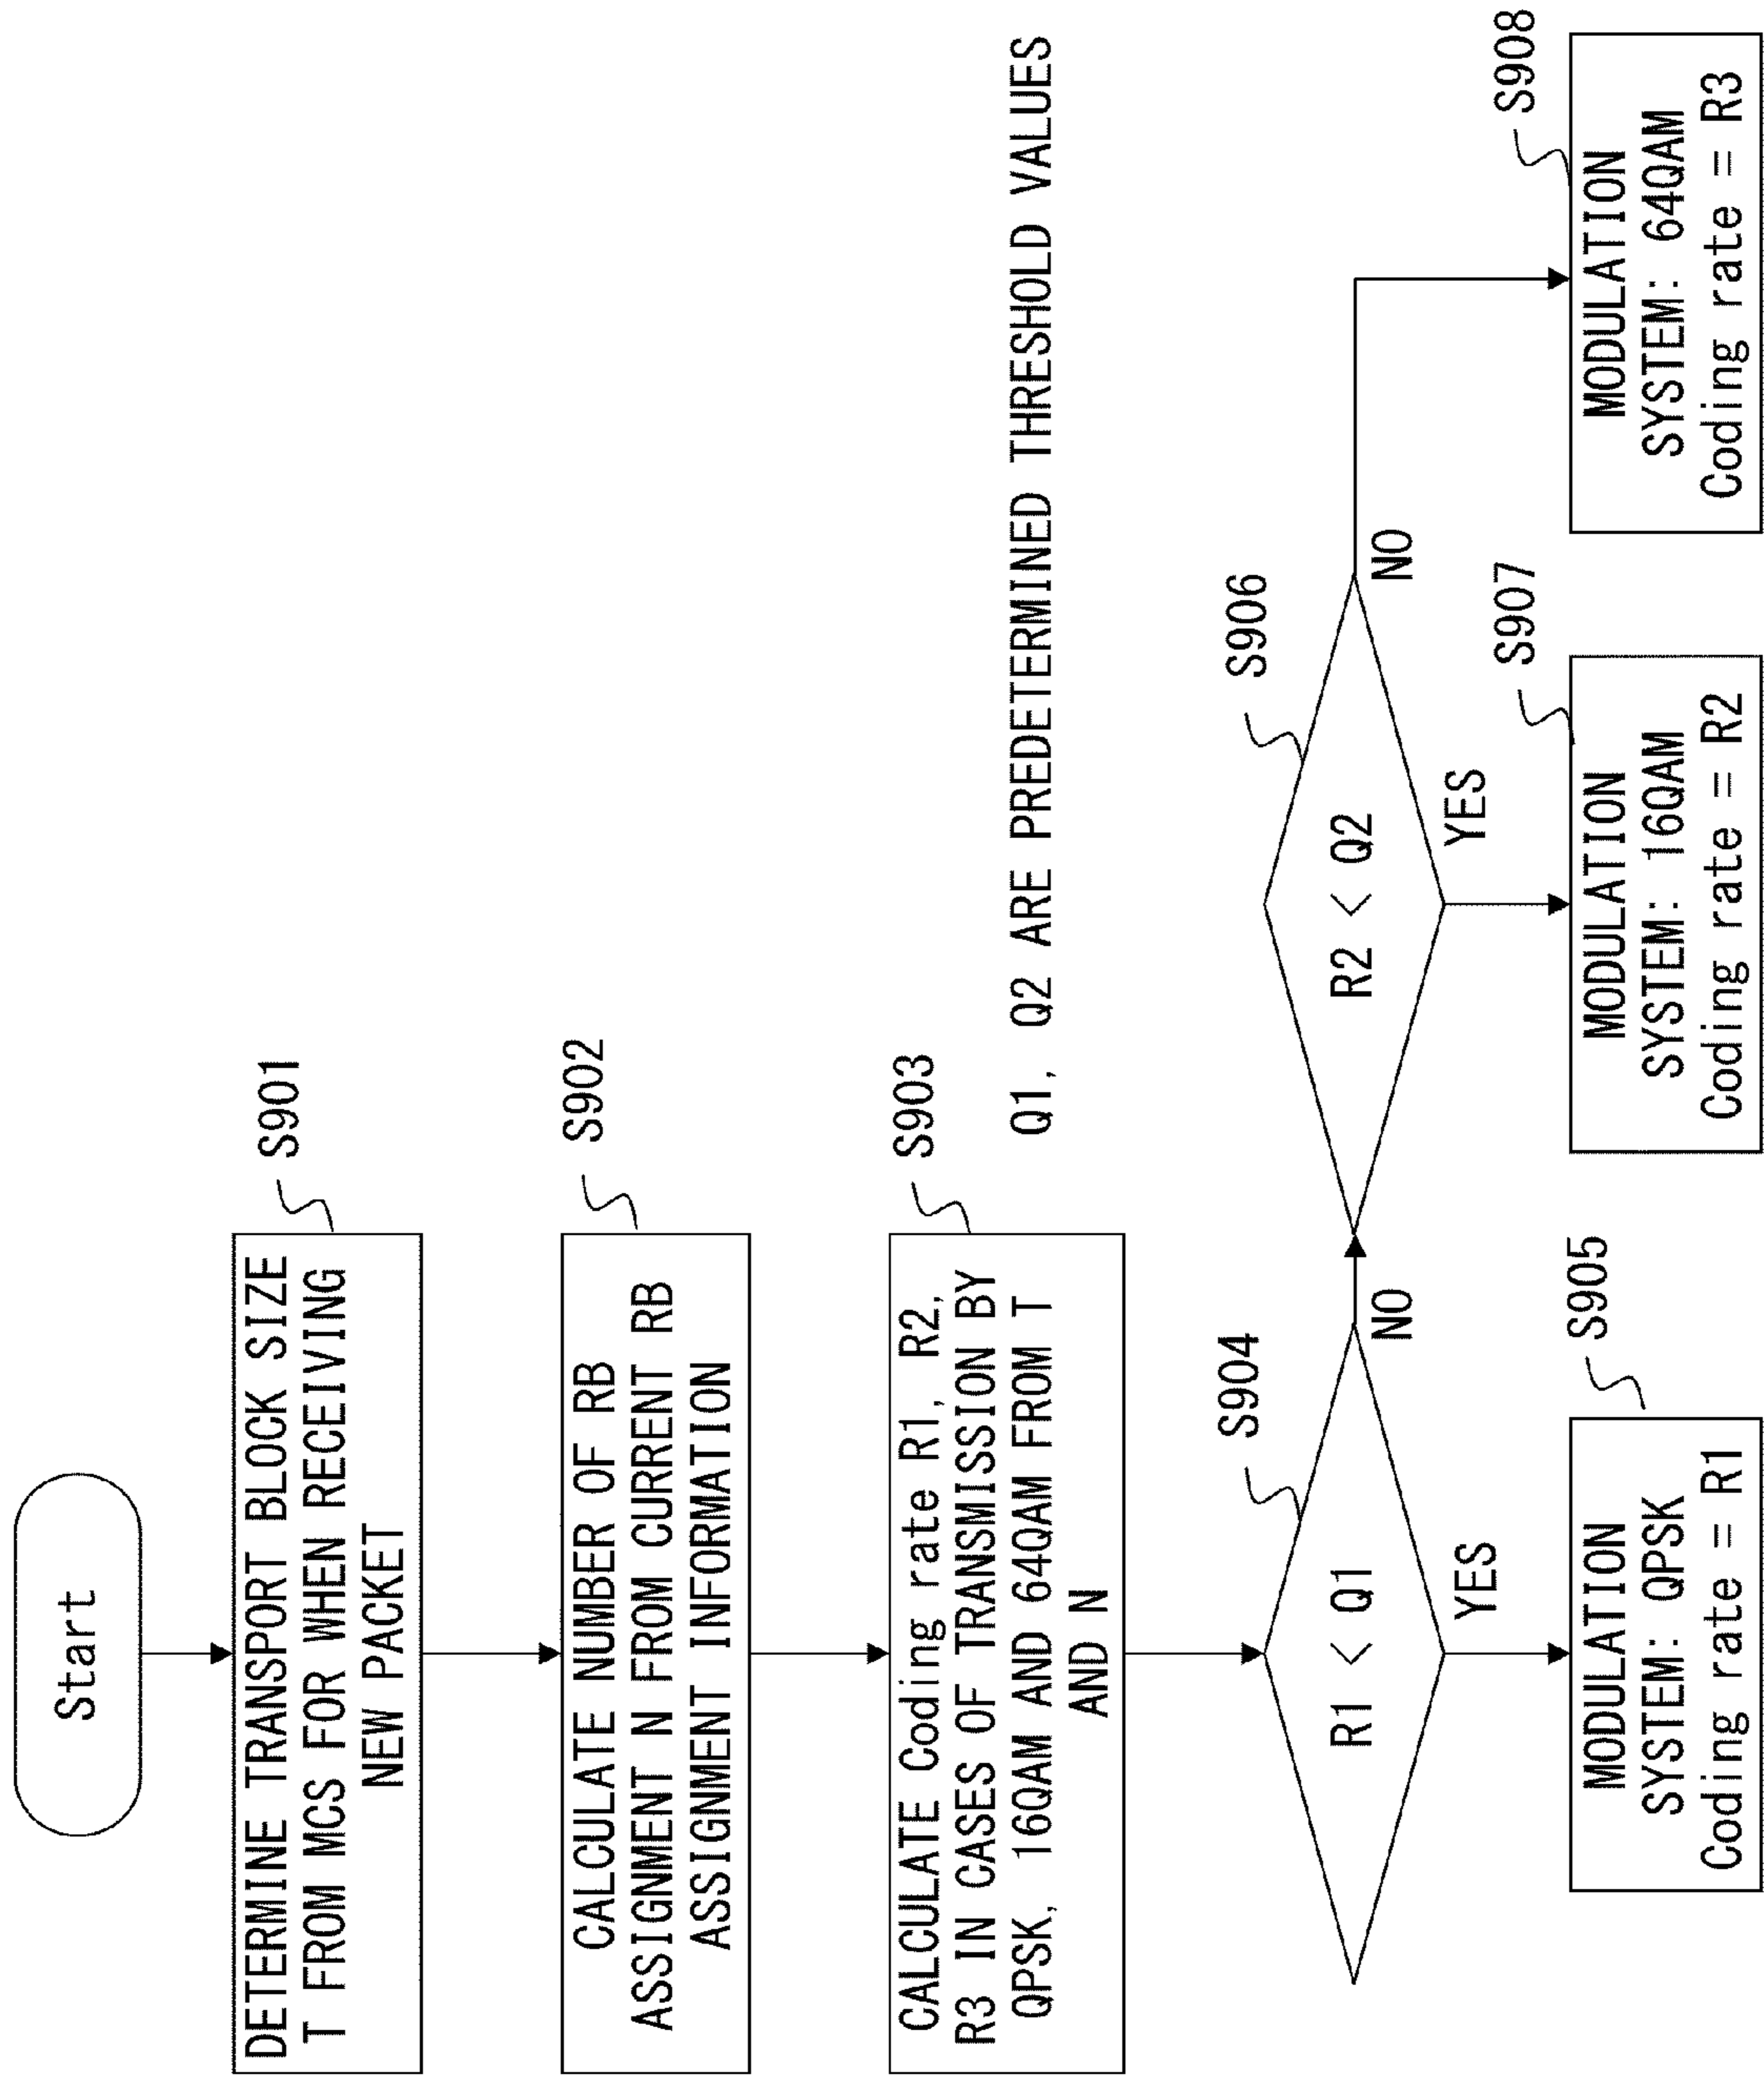 Start
DETERMINE TRANSPORT BLOCK SIZE
T FROM MCS FOR WHEN RECEIVING
NEW PACKET
S901
CALCULATE NUMBER OF RB
ASSIGNMENT N FROM CURRENT RB
ASSIGNMENT INFORMATION
S902
CALCULATE Coding rate R1, R2,
R3 IN CASES OF TRANSMISSION BY
QPSK, 16QAM AND 64QAM FROM T
AND N
S903
Q1, Q2 ARE PREDETERMINED THRESHOLD VALUES
R1 < Q1
S904
NO
YES
R2 < Q2
S906
NO
YES
MODULATION
SYSTEM: QPSK
Coding rate = R1
S905
MODULATION
SYSTEM: 16QAM
Coding rate = R2
S907
MODULATION
SYSTEM: 64QAM
Coding rate = R3
S908